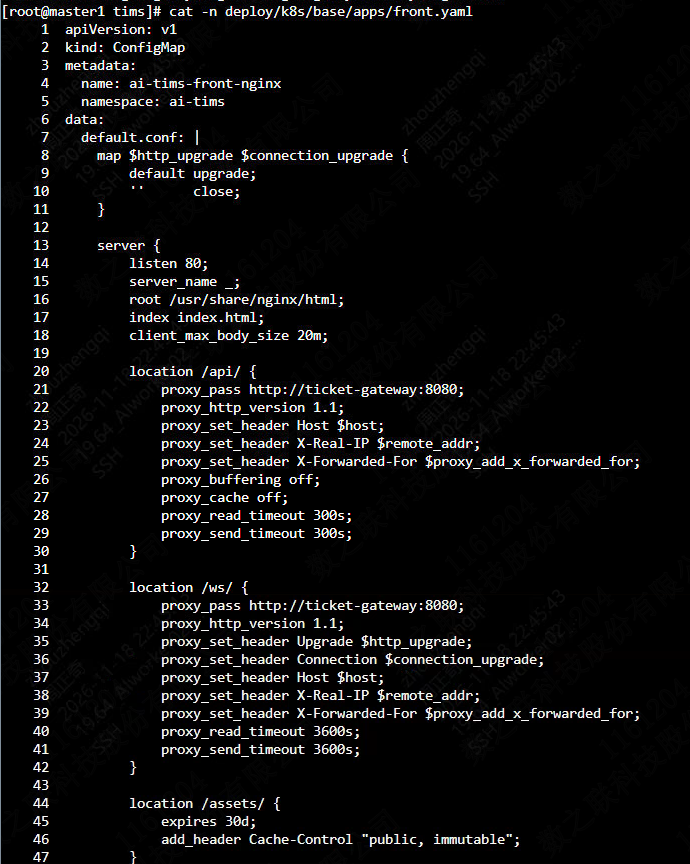 [root@master1 tims]# cat -n deploy/k8s/base/apps/front.yaml
     1  apiVersion: v1
     2  kind: ConfigMap
     3  metadata:
     4    name: ai-tims-front-nginx
     5    namespace: ai-tims
     6  data:
     7    default.conf: |
     8      map $http_upgrade $connection_upgrade {
     9          default upgrade;
    10          ''      close;
    11      }
    12
    13      server {
    14          listen 80;
    15          server_name _;
    16          root /usr/share/nginx/html;
    17          index index.html;
    18          client_max_body_size 20m;
    19
    20          location /api/ {
    21              proxy_pass http://ticket-gateway:8080;
    22              proxy_http_version 1.1;
    23              proxy_set_header Host $host;
    24              proxy_set_header X-Real-IP $remote_addr;
    25              proxy_set_header X-Forwarded-For $proxy_add_x_forwarded_for;
    26              proxy_buffering off;
    27              proxy_cache off;
    28              proxy_read_timeout 300s;
    29              proxy_send_timeout 300s;
    30          }
    31
    32          location /ws/ {
    33              proxy_pass http://ticket-gateway:8080;
    34              proxy_http_version 1.1;
    35              proxy_set_header Upgrade $http_upgrade;
    36              proxy_set_header Connection $connection_upgrade;
    37              proxy_set_header Host $host;
    38              proxy_set_header X-Real-IP $remote_addr;
    39              proxy_set_header X-Forwarded-For $proxy_add_x_forwarded_for;
    40              proxy_read_timeout 3600s;
    41              proxy_send_timeout 3600s;
    42          }
    43
    44          location /assets/ {
    45              expires 30d;
    46              add_header Cache-Control "public, immutable";
    47          }